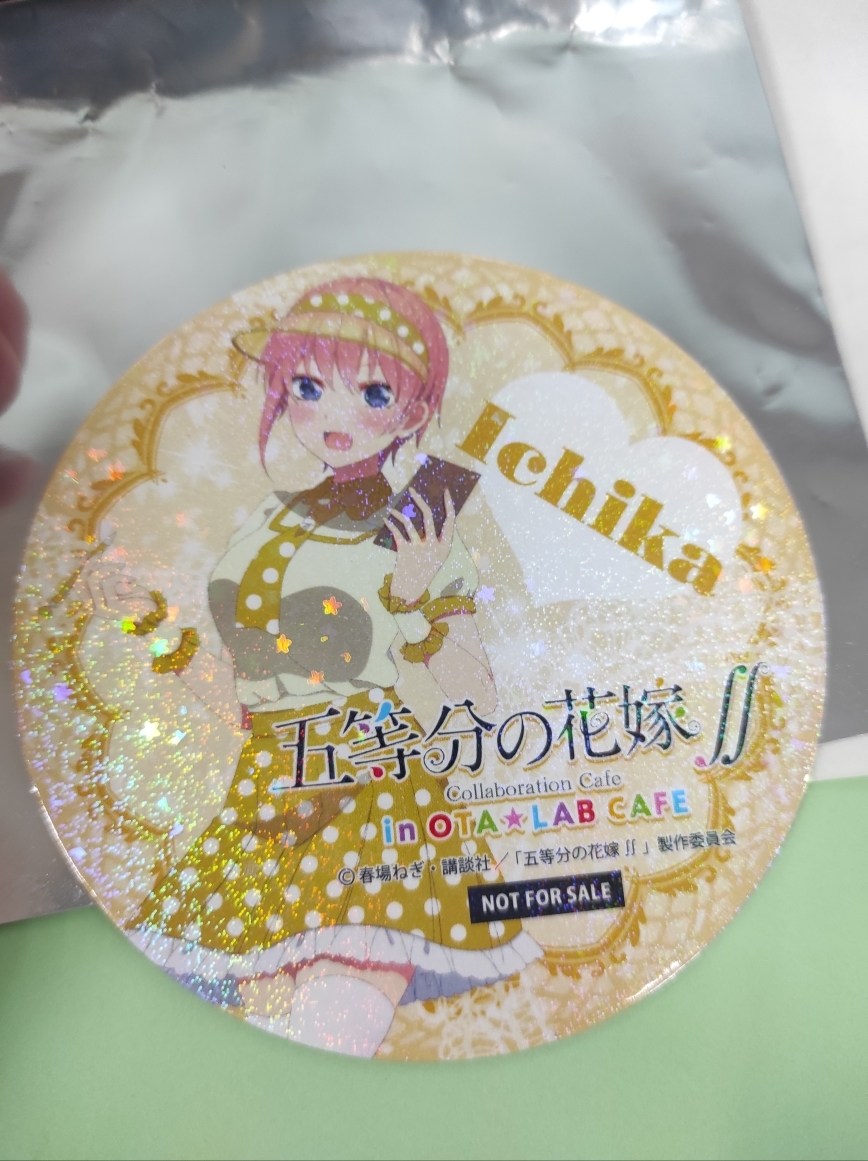 Ichika
五等分の花嫁∬
Collaboration Cafe
in OTA★LAB CAFE
©春場ねぎ・講談社／「五等分の花嫁∬」製作委員会
NOT FOR SALE